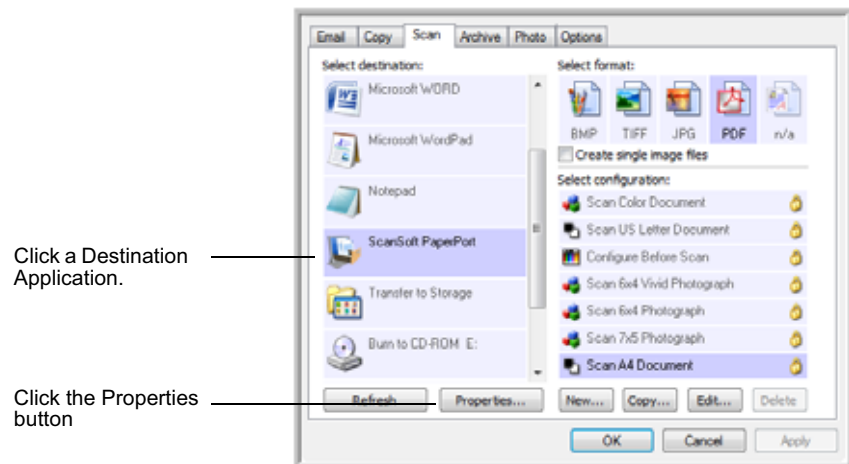 Email Copy Scan Archive Photo Options
Select destination:
Microsoft WORD
Microsoft WordPad
Notepad
ScanSoft PaperPort
Transfer to Storage
Burn to CD-ROM E:
Refresh Properties...
Select format:
BMP TIFF JPG PDF n/a
Create single image files
Select configuration:
Scan Color Document
Scan US Letter Document
Configure Before Scan
Scan 6x4 Vivid Photograph
Scan 6x4 Photograph
Scan 7x5 Photograph
Scan A4 Document
New... Copy... Edit... Delete
OK Cancel Apply
Click a Destination
Application.
Click the Properties
button